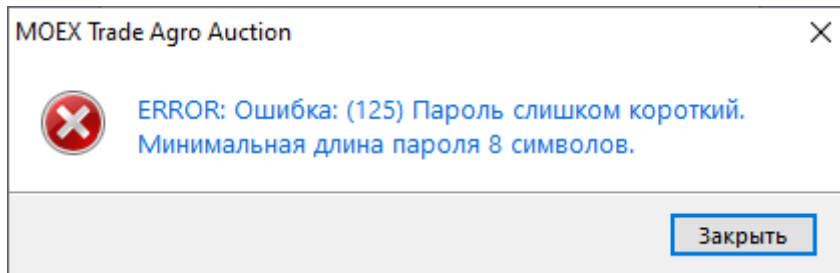 MOEX Trade Agro Auction
ERROR: Ошибка: (125) Пароль слишком короткий.
Минимальная длина пароля 8 символов.
Закрыть